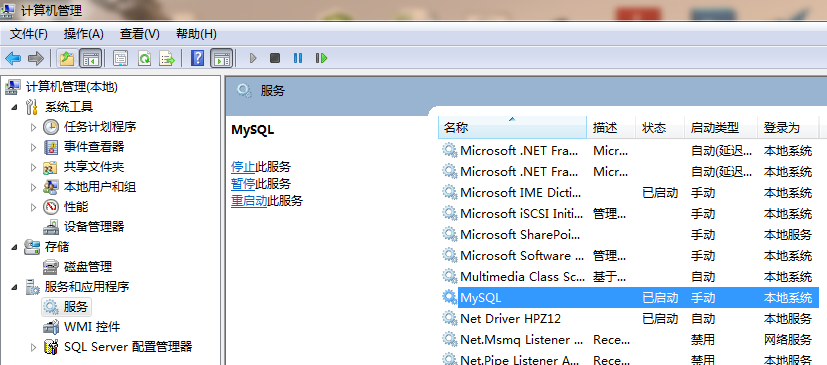 计算机管理
文件(F) 操作(A) 查看(V) 帮助(H)
计算机管理(本地)
系统工具
任务计划程序
事件查看器
共享文件夹
本地用户和组
性能
设备管理器
存储
磁盘管理
服务和应用程序
服务
WMI 控件
SQL Server 配置管理器
服务
MySQL
停止此服务
暂停此服务
重启动此服务
名称 描述 状态 启动类型 登录为
Microsoft .NET Fra... Micr... 自动(延迟... 本地系统
Microsoft .NET Fra... Micr... 自动(延迟... 本地系统
Microsoft IME Dicti... 已启动 手动 本地系统
Microsoft iSCSI Initi... 管理... 手动 本地系统
Microsoft SharePoi... 手动 本地服务
Microsoft Software ... 管理... 手动 本地系统
Multimedia Class Sc... 基于... 自动 本地系统
MySQL 已启动 手动 本地系统
Net Driver HPZ12 已启动 自动 本地服务
Net.Msmq Listener ... Rece... 禁用 网络服务
Net.Pipe Listener A... Rece... 禁用 本地服务